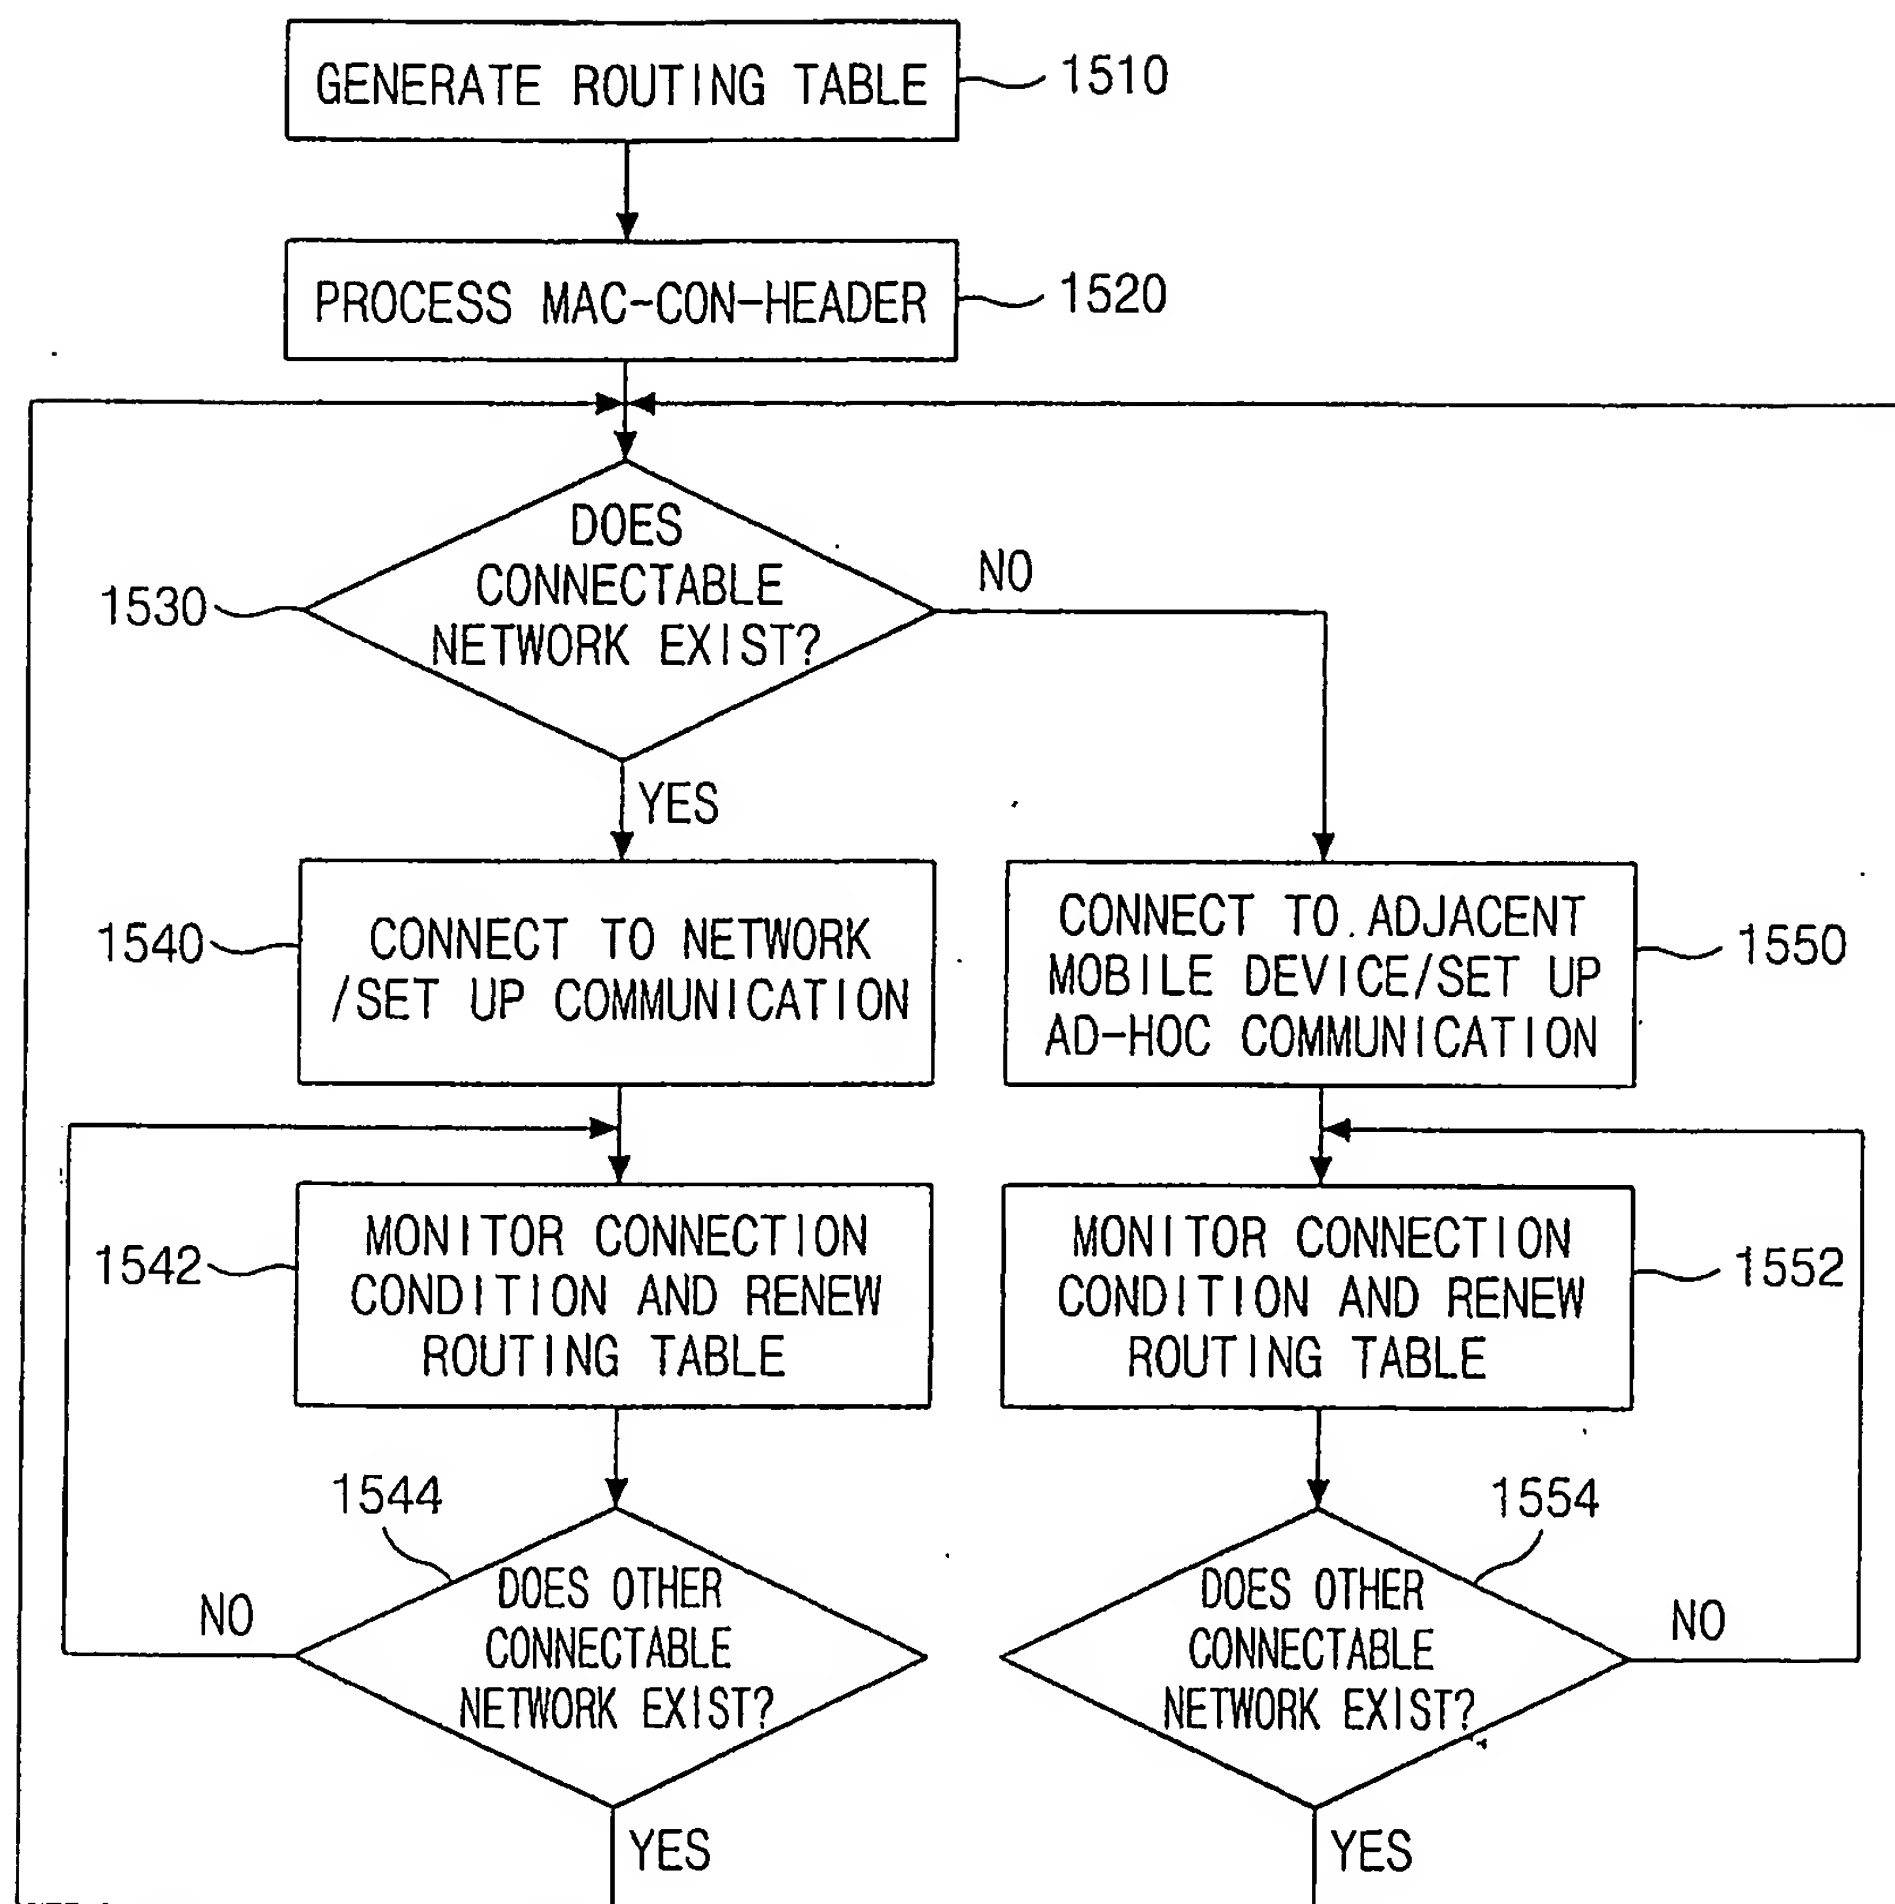 GENERATE ROUTING TABLE
1510
PROCESS MAC-CON-HEADER
1520
DOES
CONNECTABLE
NETWORK EXIST?
1530
NO
YES
1540
CONNECT TO NETWORK
/SET UP COMMUNICATION
CONNECT TO ADJACENT
MOBILE DEVICE/SET UP
AD-HOC COMMUNICATION
1550
1542
MONITOR CONNECTION
CONDITION AND RENEW
ROUTING TABLE
MONITOR CONNECTION
CONDITION AND RENEW
ROUTING TABLE
1552
1544
DOES OTHER
CONNECTABLE
NETWORK EXIST?
NO
YES
1554
DOES OTHER
CONNECTABLE
NETWORK EXIST?
NO
YES